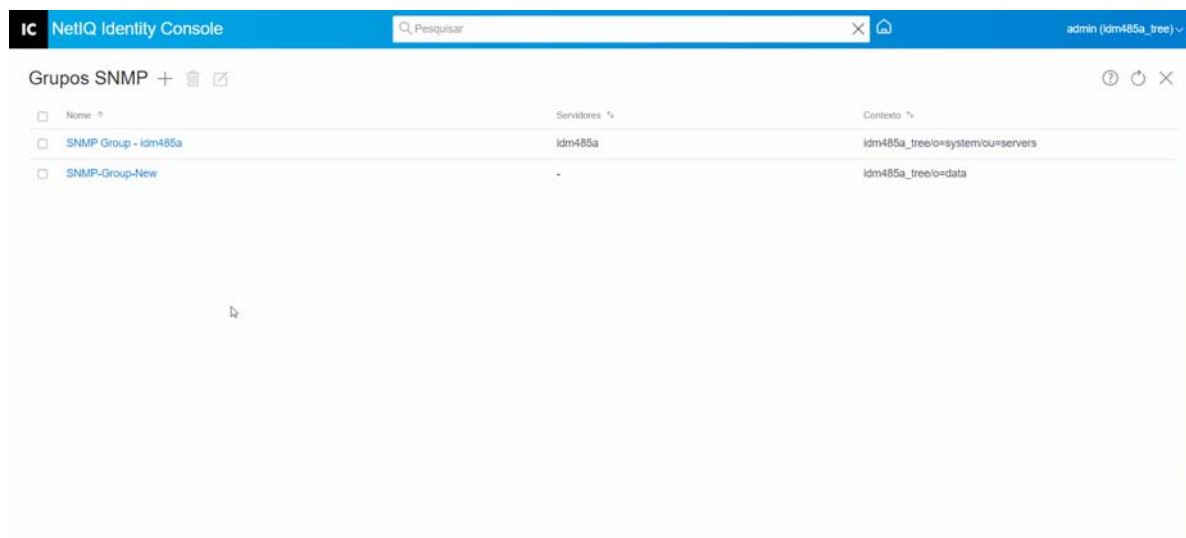 IC NetIQ Identity Console Pesquisar admin (idm485a_tree)
Grupos SNMP
Nome Servidores Contexto
SNMP Group - idm485a idm485a idm485a_tree/o=system/ou=servers
SNMP-Group-New - idm485a_tree/o=data